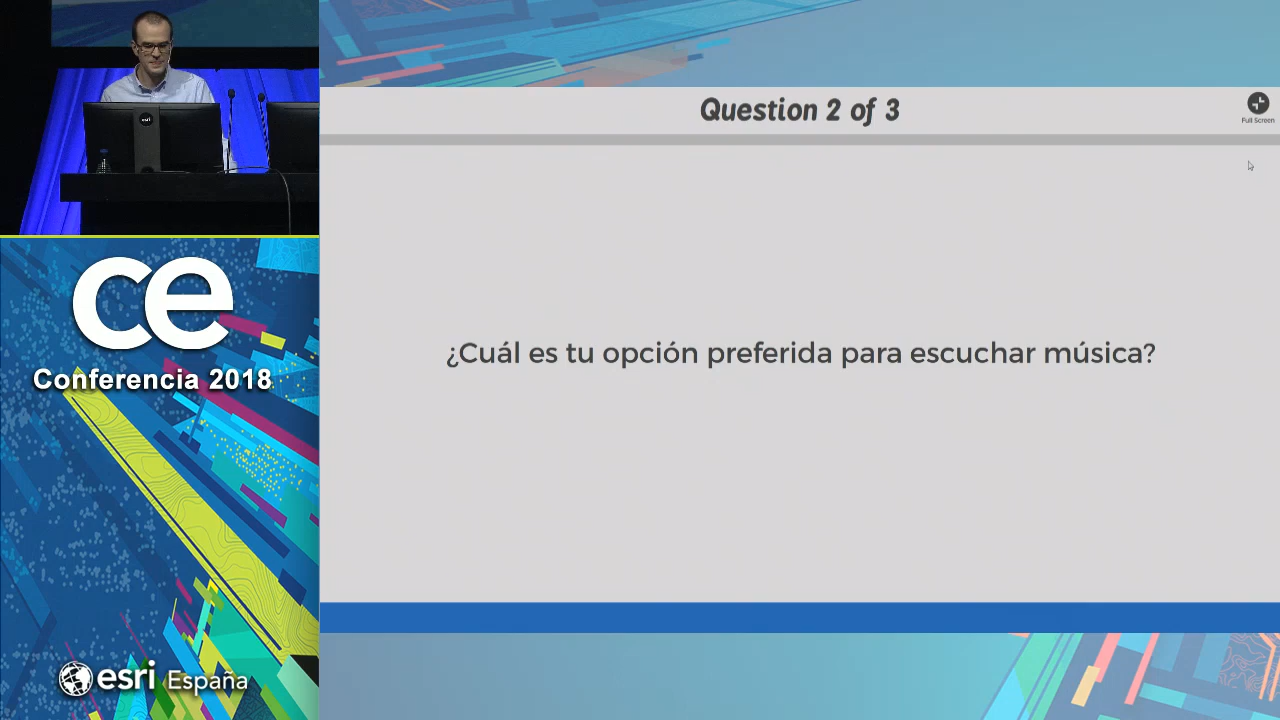 esri
Question 2 of 3
Full Screen
¿Cuál es tu opción preferida para escuchar música?
ce
Conferencia 2018
esri España